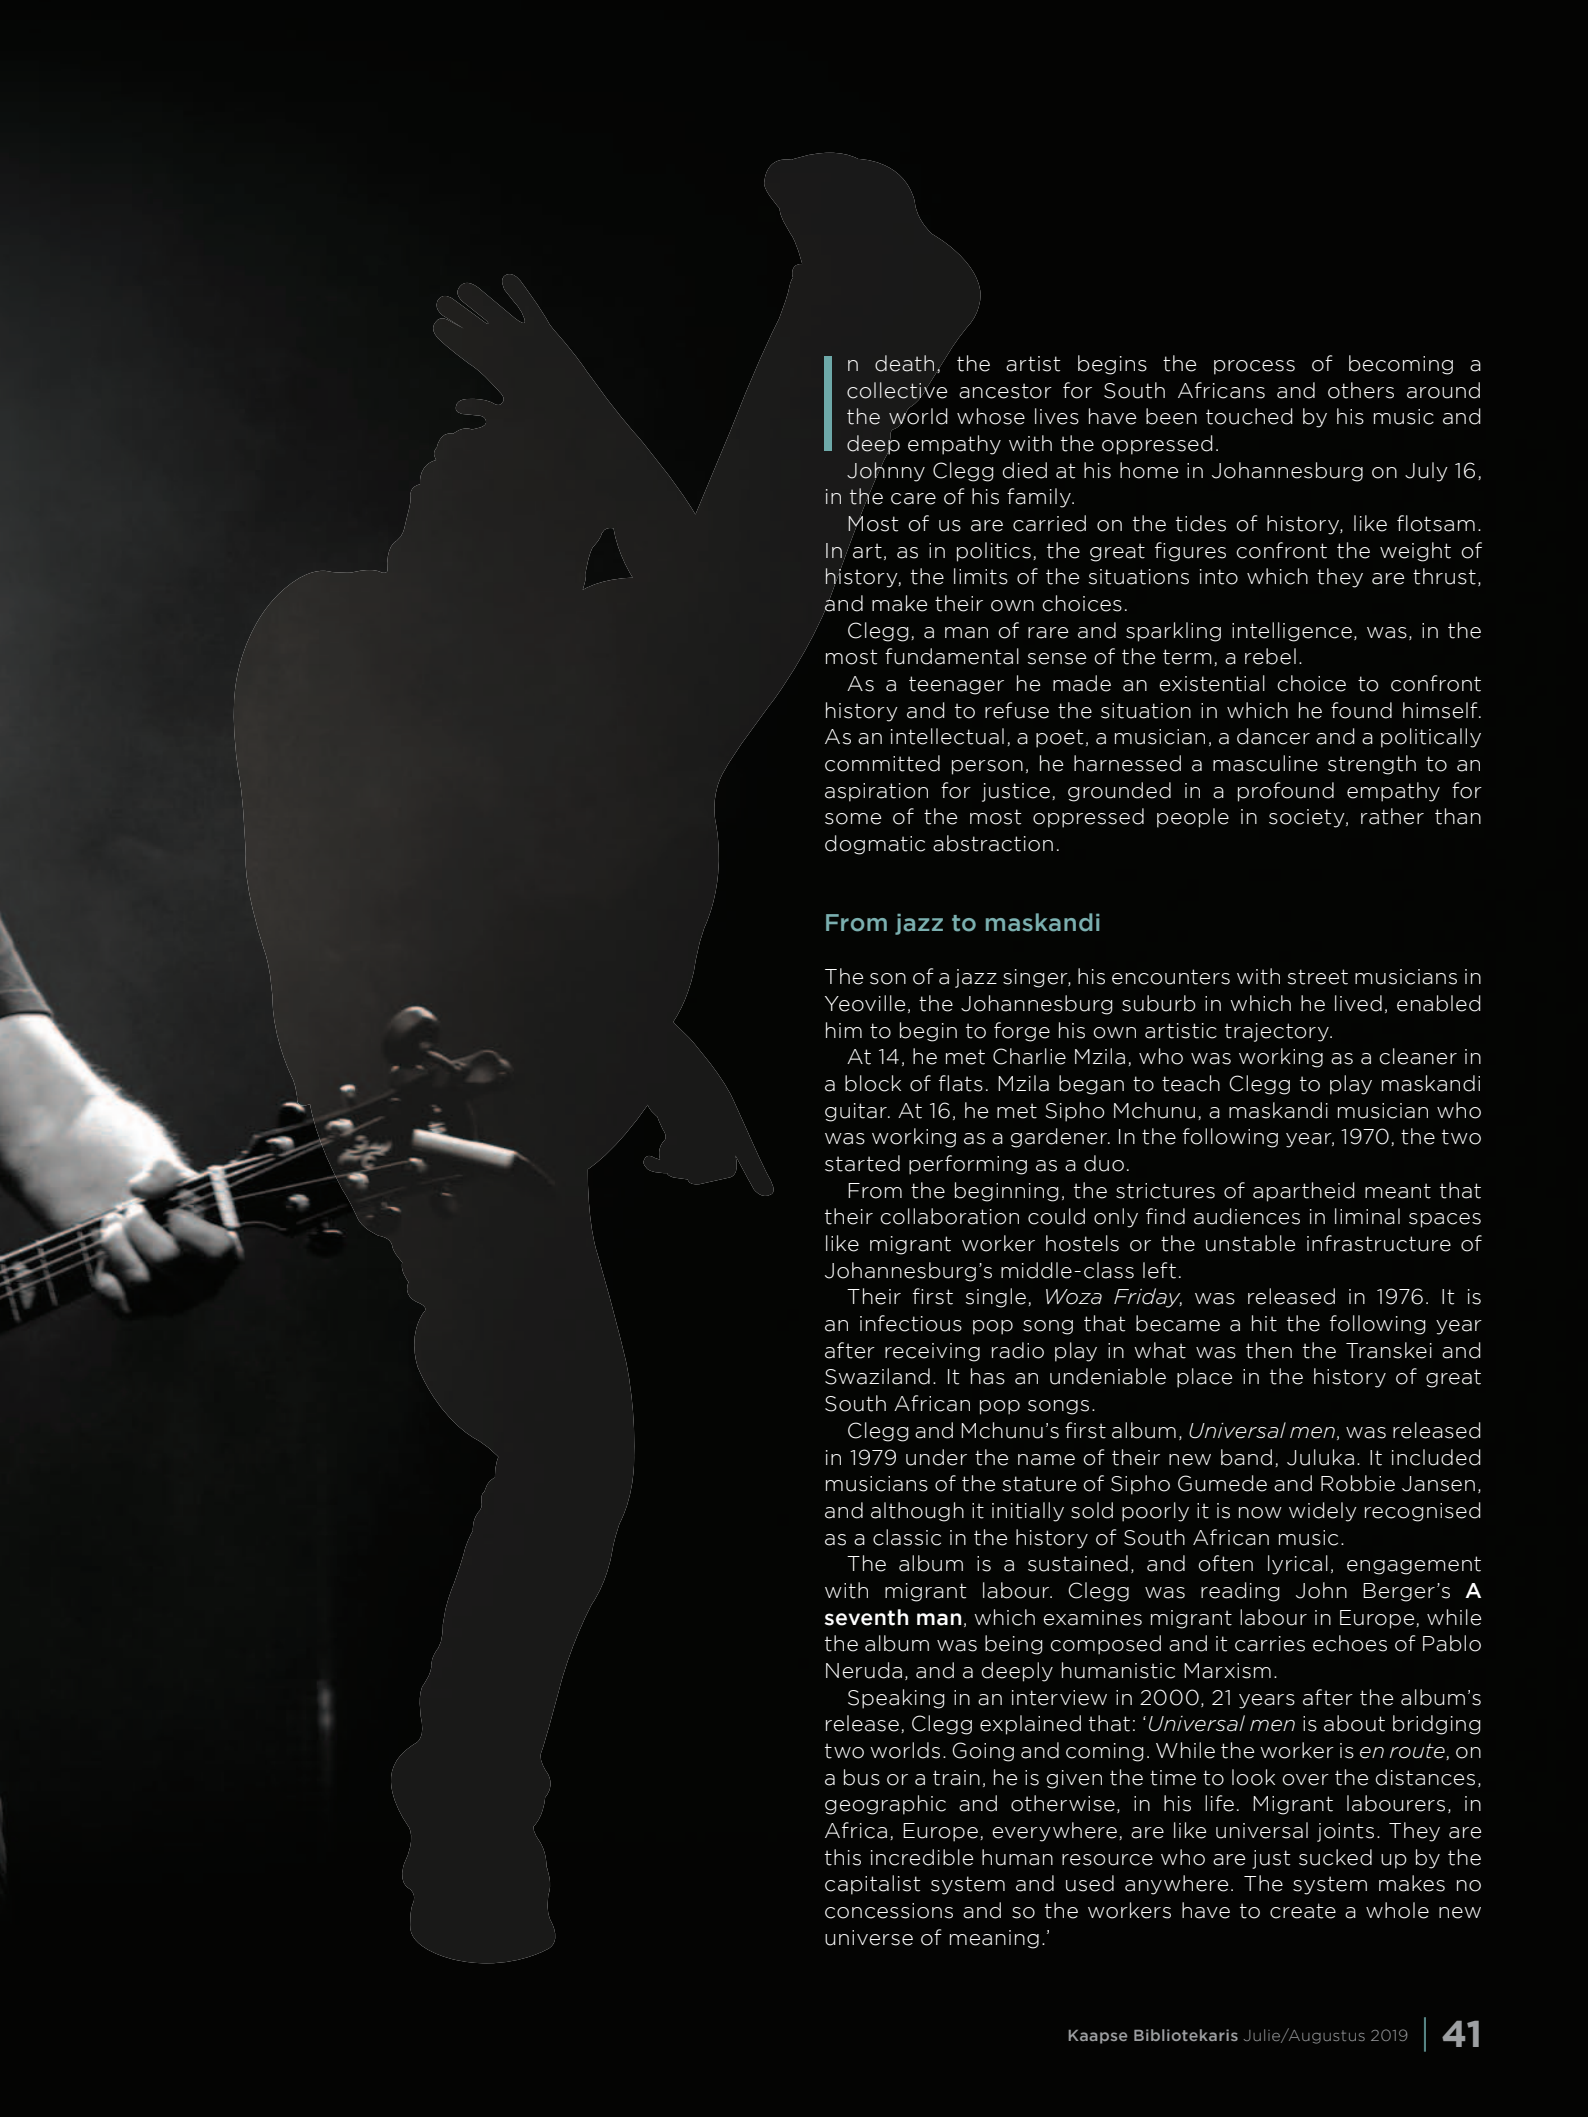 In death, the artist begins the process of becoming a
collective ancestor for South Africans and others around
the world whose lives have been touched by his music and
deep empathy with the oppressed.
Johnny Clegg died at his home in Johannesburg on July 16,
in the care of his family.
Most of us are carried on the tides of history, like flotsam.
In art, as in politics, the great figures confront the weight of
history, the limits of the situations into which they are thrust,
and make their own choices.
Clegg, a man of rare and sparkling intelligence, was, in the
most fundamental sense of the term, a rebel.
As a teenager he made an existential choice to confront
history and to refuse the situation in which he found himself.
As an intellectual, a poet, a musician, a dancer and a politically
committed person, he harnessed a masculine strength to an
aspiration for justice, grounded in a profound empathy for
some of the most oppressed people in society, rather than
dogmatic abstraction.
From jazz to maskandi
The son of a jazz singer, his encounters with street musicians in
Yeoville, the Johannesburg suburb in which he lived, enabled
him to begin to forge his own artistic trajectory.
At 14, he met Charlie Mzila, who was working as a cleaner in
a block of flats. Mzila began to teach Clegg to play maskandi
guitar. At 16, he met Sipho Mchunu, a maskandi musician who
was working as a gardener. In the following year, 1970, the two
started performing as a duo.
From the beginning, the strictures of apartheid meant that
their collaboration could only find audiences in liminal spaces
like migrant worker hostels or the unstable infrastructure of
Johannesburg's middle-class left.
Their first single, Woza Friday, was released in 1976. It is
an infectious pop song that became a hit the following year
after receiving radio play in what was then the Transkei and
Swaziland. It has an undeniable place in the history of great
South African pop songs.
Clegg and Mchunu's first album, Universal men, was released
in 1979 under the name of their new band, Juluka. It included
musicians of the stature of Sipho Gumede and Robbie Jansen,
and although it initially sold poorly it is now widely recognised
as a classic in the history of South African music.
The album is a sustained, and often lyrical, engagement
with migrant labour. Clegg was reading John Berger's A
seventh man, which examines migrant labour in Europe, while
the album was being composed and it carries echoes of Pablo
Neruda, and a deeply humanistic Marxism.
Speaking in an interview in 2000, 21 years after the album's
release, Clegg explained that: 'Universal men is about bridging
two worlds. Going and coming. While the worker is en route, on
a bus or a train, he is given the time to look over the distances,
geographic and otherwise, in his life. Migrant labourers, in
Africa, Europe, everywhere, are like universal joints. They are
this incredible human resource who are just sucked up by the
capitalist system and used anywhere. The system makes no
concessions and so the workers have to create a whole new
universe of meaning.'
Kaapse Bibliotekaris Julie/Augustus 2019 | 41